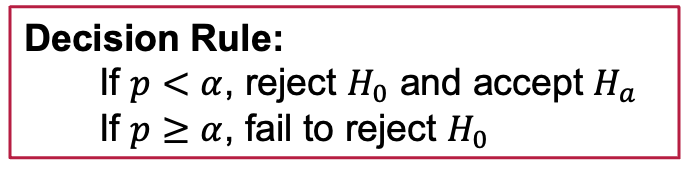 Decision Rule:
If p < α, reject H₀ and accept Hₐ
If p ≥ α, fail to reject H₀